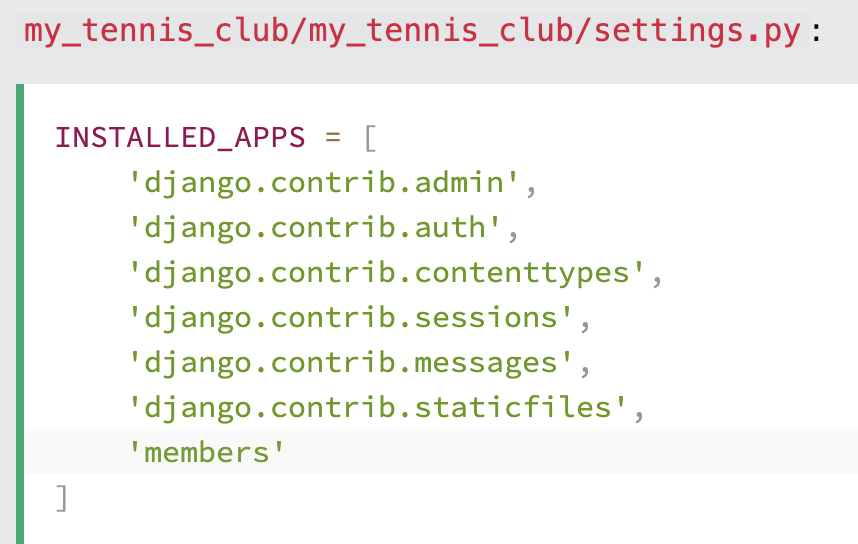 my_tennis_club/my_tennis_club/settings.py:
INSTALLED_APPS = [
    'django.contrib.admin',
    'django.contrib.auth',
    'django.contrib.contenttypes',
    'django.contrib.sessions',
    'django.contrib.messages',
    'django.contrib.staticfiles',
    'members'
]